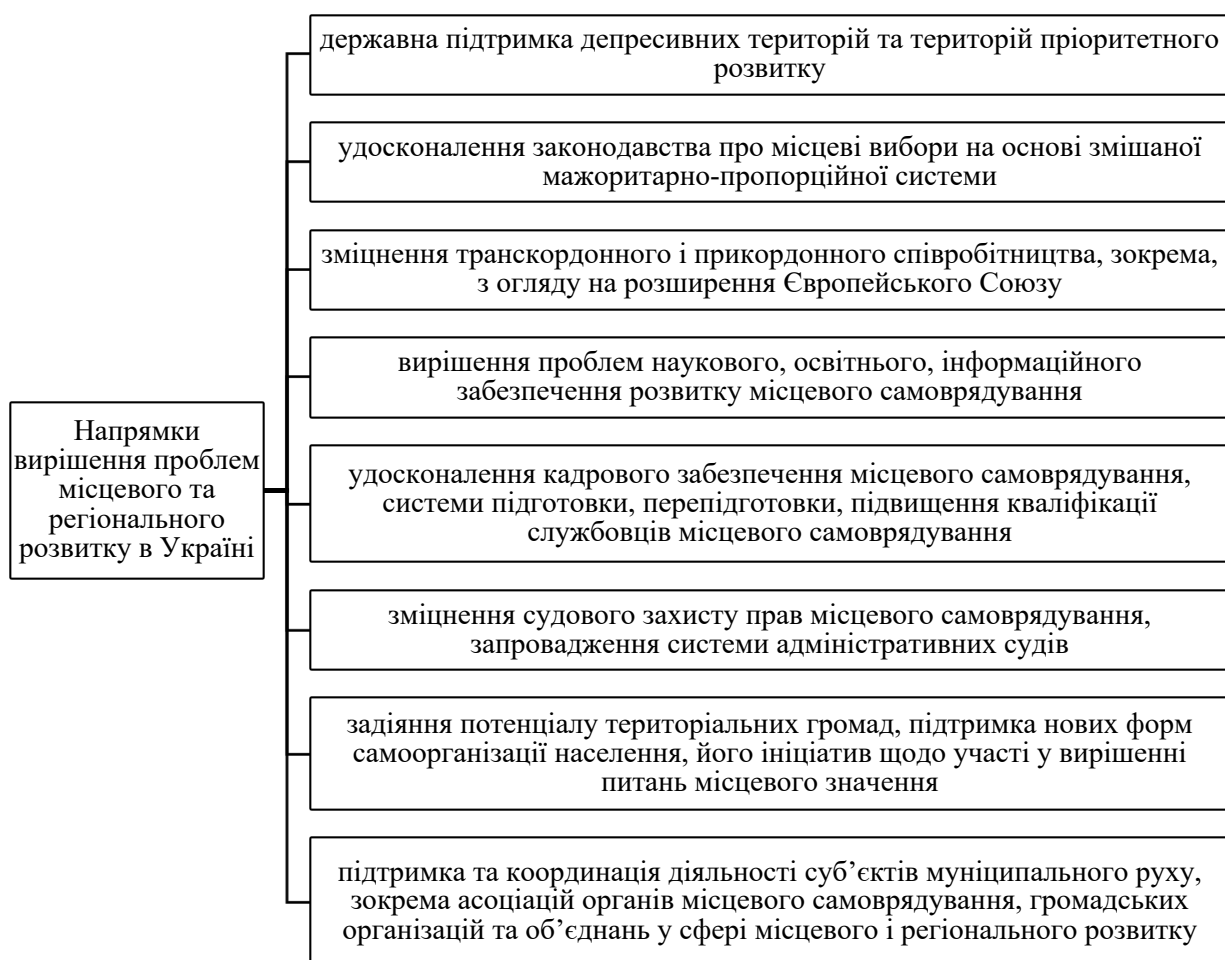 Напрямки
вирішення проблем
місцевого та
регіонального
розвитку в Україні
державна підтримка депресивних територій та територій пріоритетного
розвитку
удосконалення законодавства про місцеві вибори на основі змішаної
мажоритарно-пропорційної системи
зміцнення транскордонного і прикордонного співробітництва, зокрема,
з огляду на розширення Європейського Союзу
вирішення проблем наукового, освітнього, інформаційного
забезпечення розвитку місцевого самоврядування
удосконалення кадрового забезпечення місцевого самоврядування,
системи підготовки, перепідготовки, підвищення кваліфікації
службовців місцевого самоврядування
зміцнення судового захисту прав місцевого самоврядування,
запровадження системи адміністративних судів
задіяння потенціалу територіальних громад, підтримка нових форм
самоорганізації населення, його ініціатив щодо участі у вирішенні
питань місцевого значення
підтримка та координація діяльності суб’єктів муніципального руху,
зокрема асоціацій органів місцевого самоврядування, громадських
організацій та об’єднань у сфері місцевого і регіонального розвитку